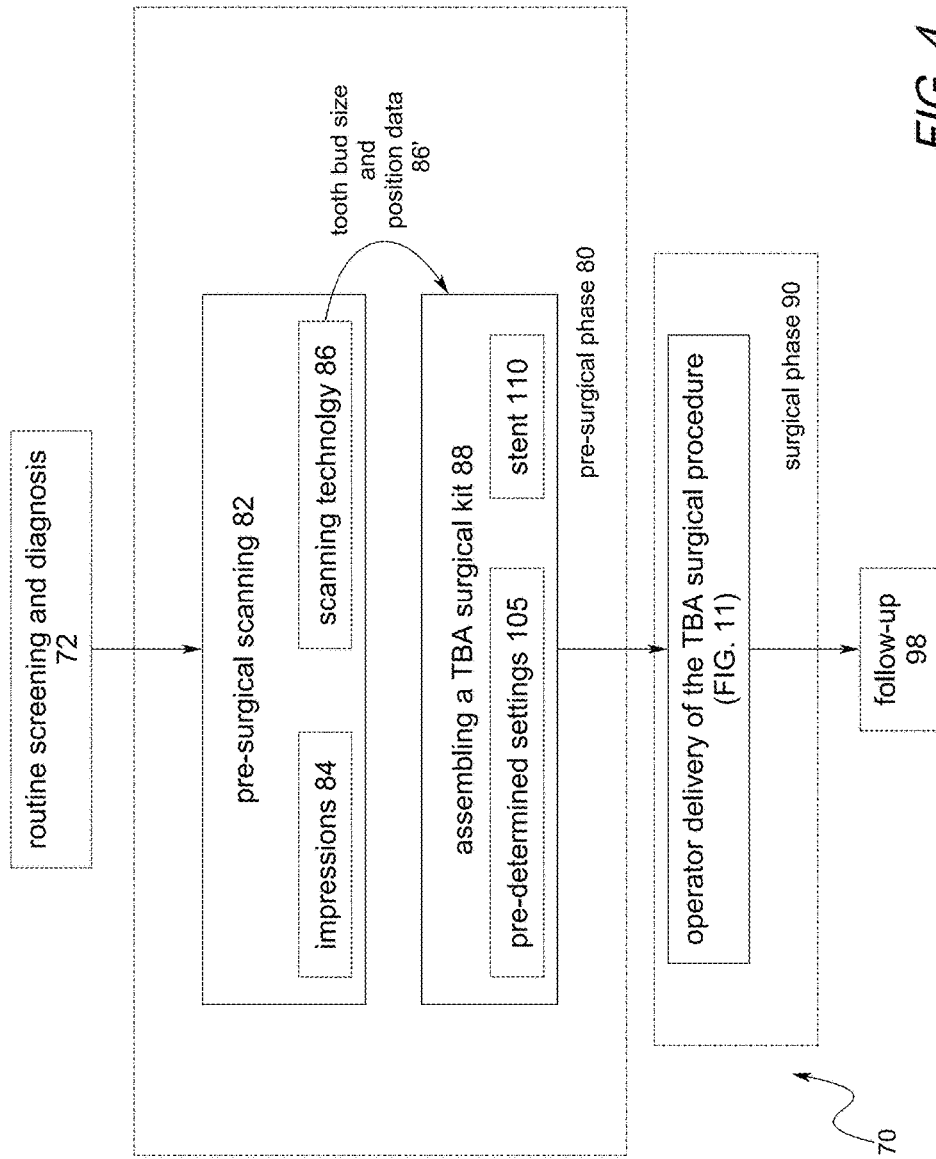 routine screening and diagnosis
72
pre-surgical scanning 82
impressions 84
scanning technolgy 86
tooth bud size
and
position data
86'
assembling a TBA surgical kit 88
pre-determined settings 105
stent 110
pre-surgical phase 80
operator delivery of the TBA surgical procedure
(FIG. 11)
surgical phase 90
follow-up
98
70
FIG. 4